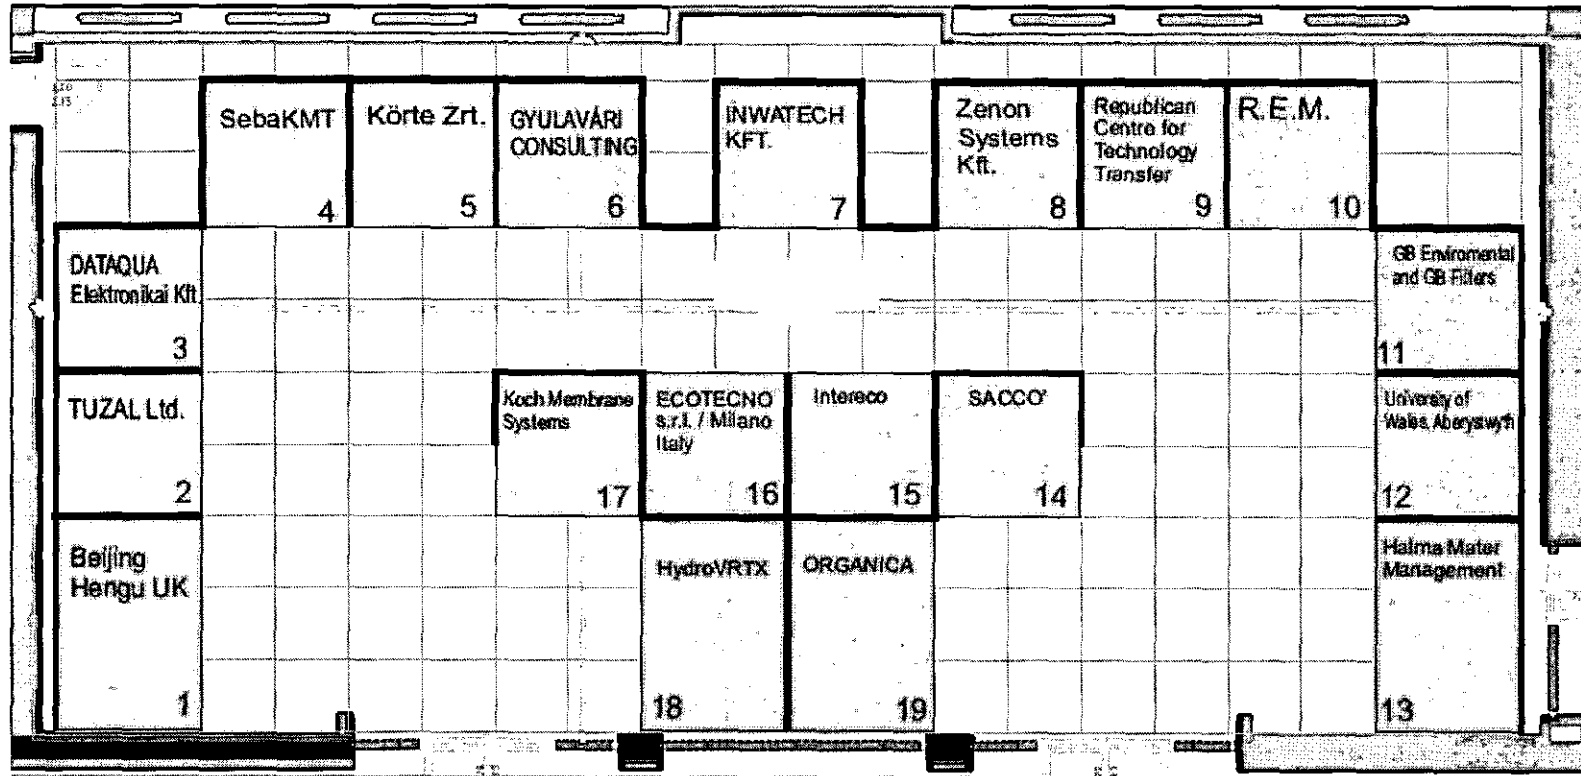 SebaKMT
4
Körte Zrt.
5
GYULAVÁRI
CONSULTING
6
INWATECH
KFT.
7
Zenon
Systems
Kft.
8
Republican
Centre for
Technology
Transfer
9
R.E.M.
10
DATAQUA
Elektronikai Kft
3
GB Enviromental
and GB Filters
11
TUZAL Ltd.
2
Koch Membrane
Systems
17
ECOTECNO
s.r.l. / Milano
Italy
16
Intereco
15
SACCO'
14
University of
Wales, Aberyswyth
12
Beijing
Hengu UK
1
HydroVRTX
18
ORGANICA
19
Halma Mater
Management
13